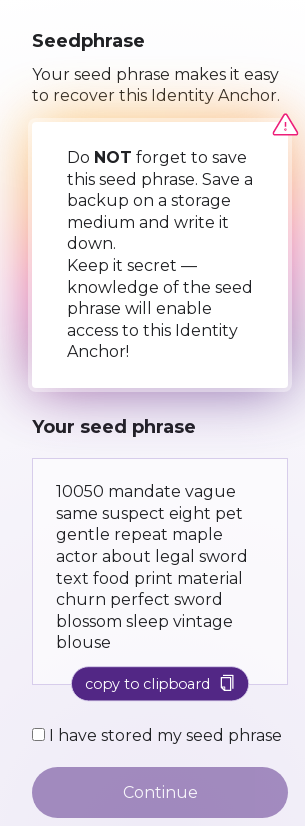 Seedphrase
Your seed phrase makes it easy
to recover this Identity Anchor.
Do NOT forget to save
this seed phrase. Save a
backup on a storage
medium and write it
down.
Keep it secret —
knowledge of the seed
phrase will enable
access to this Identity
Anchor!
Your seed phrase
10050 mandate vague
same suspect eight pet
gentle repeat maple
actor about legal sword
text food print material
churn perfect sword
blossom sleep vintage
blouse
copy to clipboard
I have stored my seed phrase
Continue